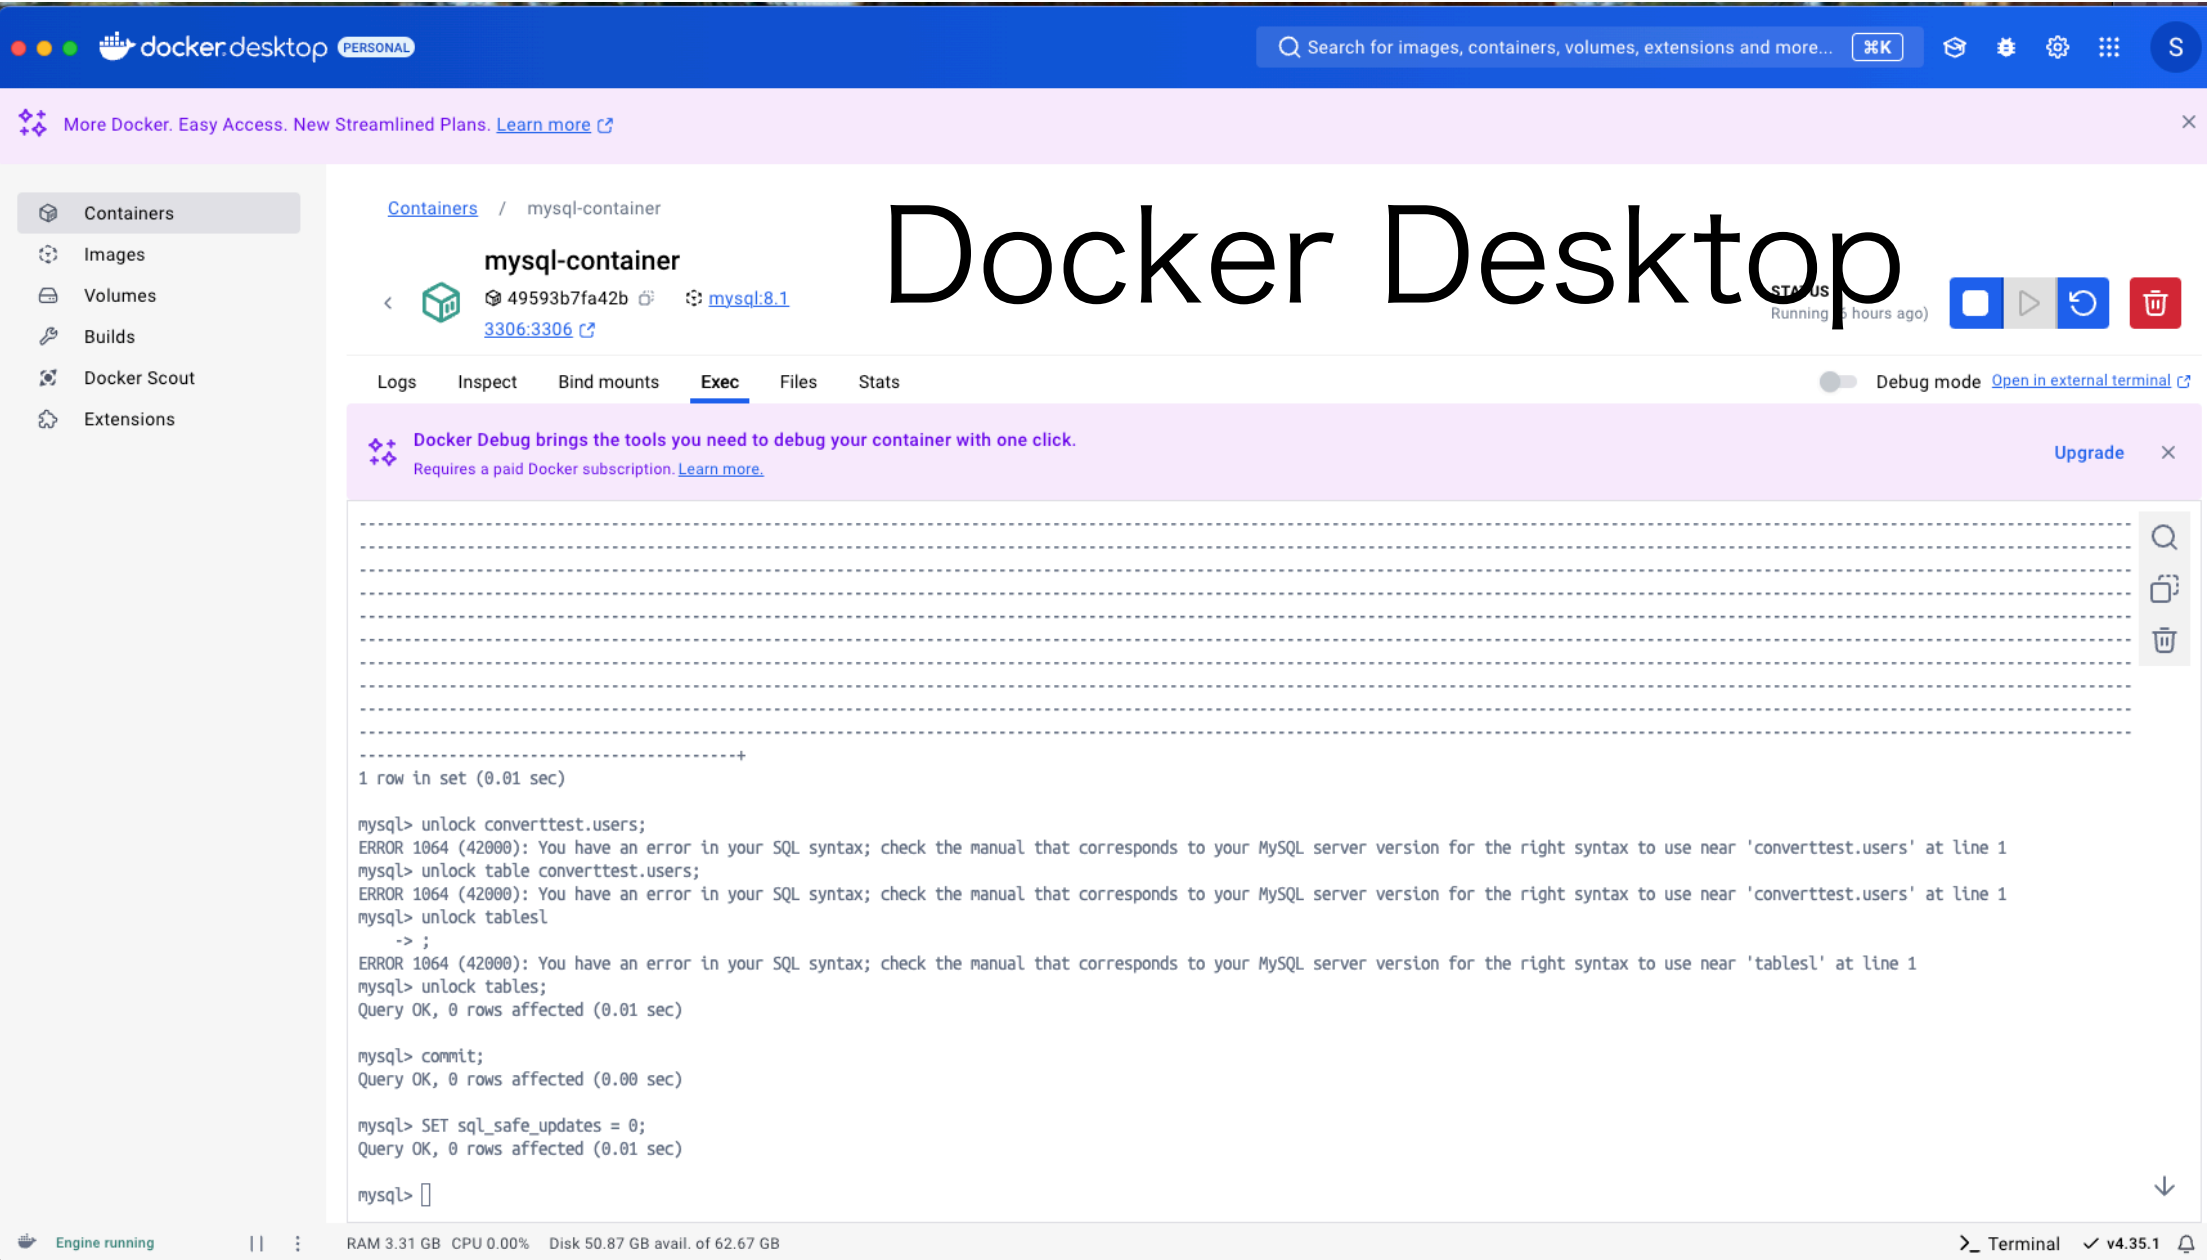 docker.desktop PERSONAL
Search for images, containers, volumes, extensions and more... ⌘K
S
More Docker. Easy Access. New Streamlined Plans. Learn more
Containers
Images
Volumes
Builds
Docker Scout
Extensions
Containers / mysql-container
Docker Desktop
mysql-container
49593b7fa42b mysql:8.1
3306:3306
STATUS
Running hours ago)
Logs Inspect Bind mounts Exec Files Stats
Debug mode Open in external terminal
Docker Debug brings the tools you need to debug your container with one click.
Requires a paid Docker subscription. Learn more.
Upgrade
-----------------------------------------+
1 row in set (0.01 sec)
mysql> unlock converttest.users;
ERROR 1064 (42000): You have an error in your SQL syntax; check the manual that corresponds to your MySQL server version for the right syntax to use near 'converttest.users' at line 1
mysql> unlock table converttest.users;
ERROR 1064 (42000): You have an error in your SQL syntax; check the manual that corresponds to your MySQL server version for the right syntax to use near 'converttest.users' at line 1
mysql> unlock tablesl
-> ;
ERROR 1064 (42000): You have an error in your SQL syntax; check the manual that corresponds to your MySQL server version for the right syntax to use near 'tablesl' at line 1
mysql> unlock tables;
Query OK, 0 rows affected (0.01 sec)
mysql> commit;
Query OK, 0 rows affected (0.00 sec)
mysql> SET sql_safe_updates = 0;
Query OK, 0 rows affected (0.01 sec)
mysql>
Engine running
RAM 3.31 GB CPU 0.00% Disk 50.87 GB avail. of 62.67 GB
>_ Terminal ✓ v4.35.1